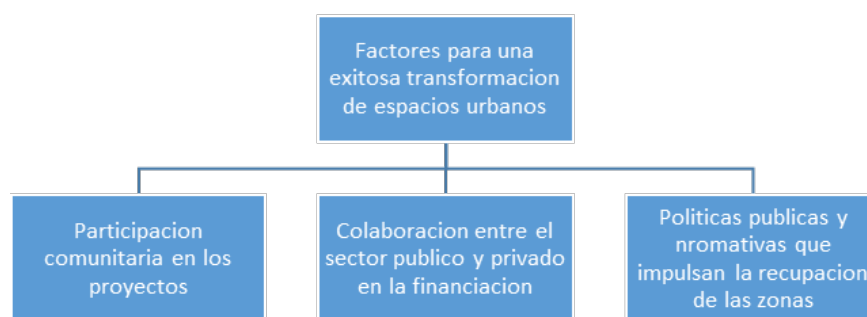 Factores para una
exitosa transformacion
de espacios urbanos
Participacion
comunitaria en los
proyectos
Colaboracion entre el
sector publico y privado
en la financiacion
Politicas publicas y
nromativas que
impulsan la recupacion
de las zonas